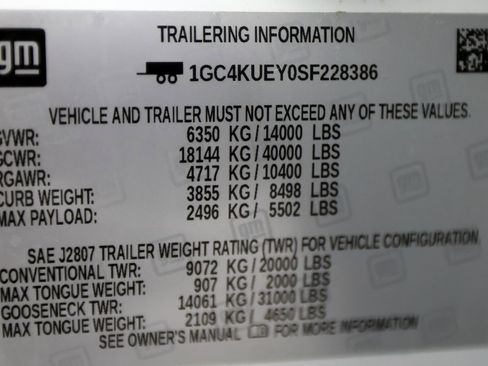 gm
TRAILERING INFORMATION
1GC4KUEY0SF228386
VEHICLE AND TRAILER MUST NOT EXCEED ANY OF THESE VALUES.
GVWR: 6350 KG / 14000 LBS
GCWR: 18144 KG / 40000 LBS
RGAWR: 4717 KG / 10400 LBS
CURB WEIGHT: 3855 KG / 8498 LBS
MAX PAYLOAD: 2496 KG / 5502 LBS
SAE J2807 TRAILER WEIGHT RATING (TWR) FOR VEHICLE CONFIGURATION.
CONVENTIONAL TWR: 9072 KG / 20000 LBS
MAX TONGUE WEIGHT: 907 KG / 2000 LBS
GOOSENECK TWR: 14061 KG / 31000 LBS
MAX TONGUE WEIGHT: 2109 KG / 4650 LBS
SEE OWNER'S MANUAL FOR MORE INFORMATION